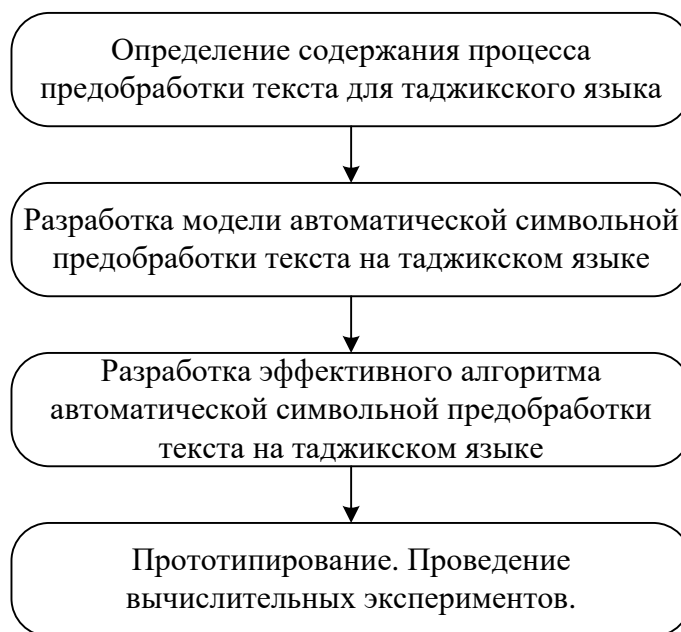 Определение содержания процесса
предобработки текста для таджикского языка
Разработка модели автоматической символьной
предобработки текста на таджикском языке
Разработка эффективного алгоритма
автоматической символьной предобработки
текста на таджикском языке
Прототипирование. Проведение
вычислительных экспериментов.